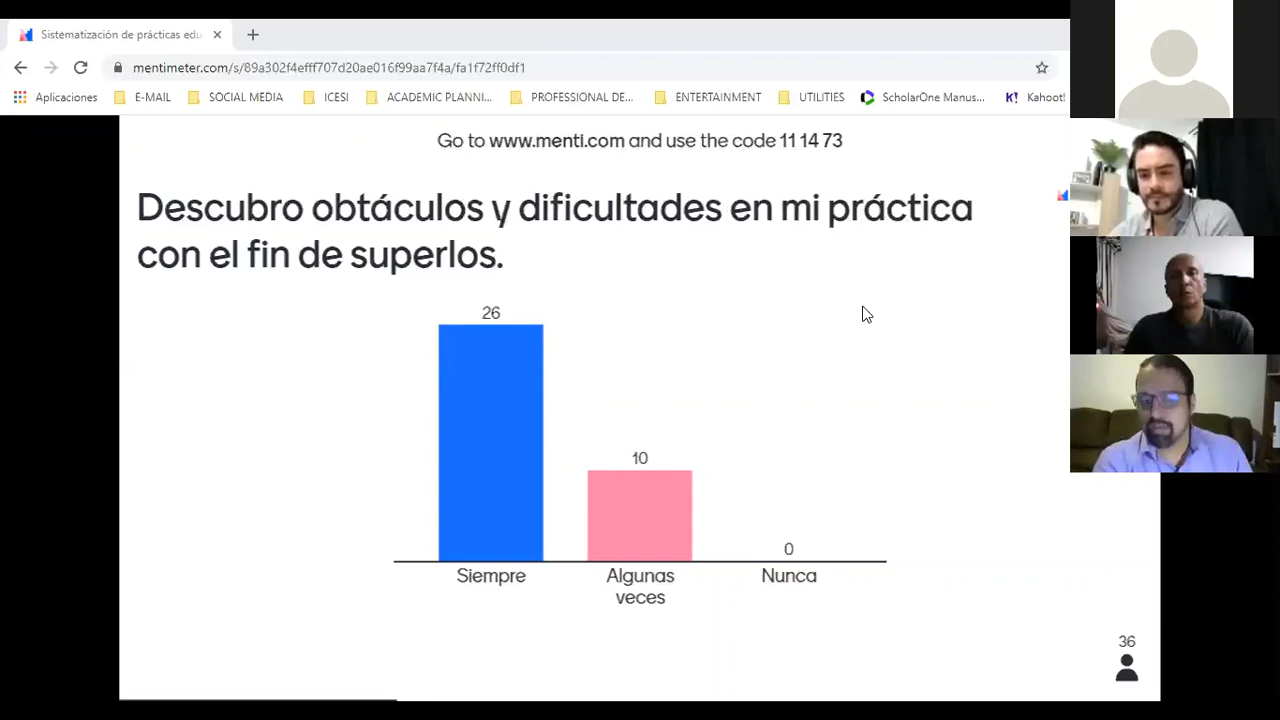 Sistematización de prácticas edu
mentimeter.com/s/89a302f4efff707d20ae016f99aa7f4a/fa1f72ff0df1
Aplicaciones E-MAIL SOCIAL MEDIA ICESI ACADEMIC PLANNI... PROFESSIONAL DE... ENTERTAINMENT UTILITIES ScholarOne Manus... Kahoot!
Go to www.menti.com and use the code 11 14 73
Descubro obtáculos y dificultades en mi práctica
con el fin de superlos.
26
10
0
Siempre
Algunas
veces
Nunca
36